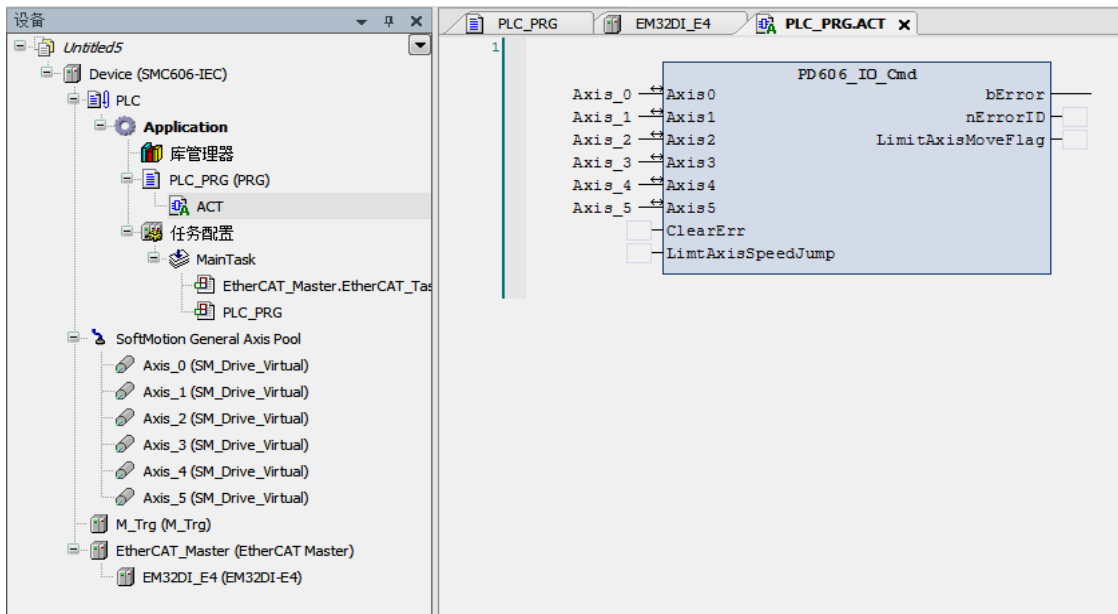 设备
Untitled5
Device (SMC606-IEC)
PLC
Application
库管理器
PLC_PRG (PRG)
ACT
任务配置
MainTask
EtherCAT_Master.EtherCAT_Tas
PLC_PRG
SoftMotion General Axis Pool
Axis_0 (SM_Drive_Virtual)
Axis_1 (SM_Drive_Virtual)
Axis_2 (SM_Drive_Virtual)
Axis_3 (SM_Drive_Virtual)
Axis_4 (SM_Drive_Virtual)
Axis_5 (SM_Drive_Virtual)
M_Trg (M_Trg)
EtherCAT_Master (EtherCAT Master)
EM32DI_E4 (EM32DI-E4)
PLC_PRG EM32DI_E4 PLC_PRG.ACT
1
PD606_IO_Cmd
Axis_0 Axis0 bError
Axis_1 Axis1 nErrorID
Axis_2 Axis2 LimitAxisMoveFlag
Axis_3 Axis3
Axis_4 Axis4
Axis_5 Axis5
ClearErr
LimtAxisSpeedJump